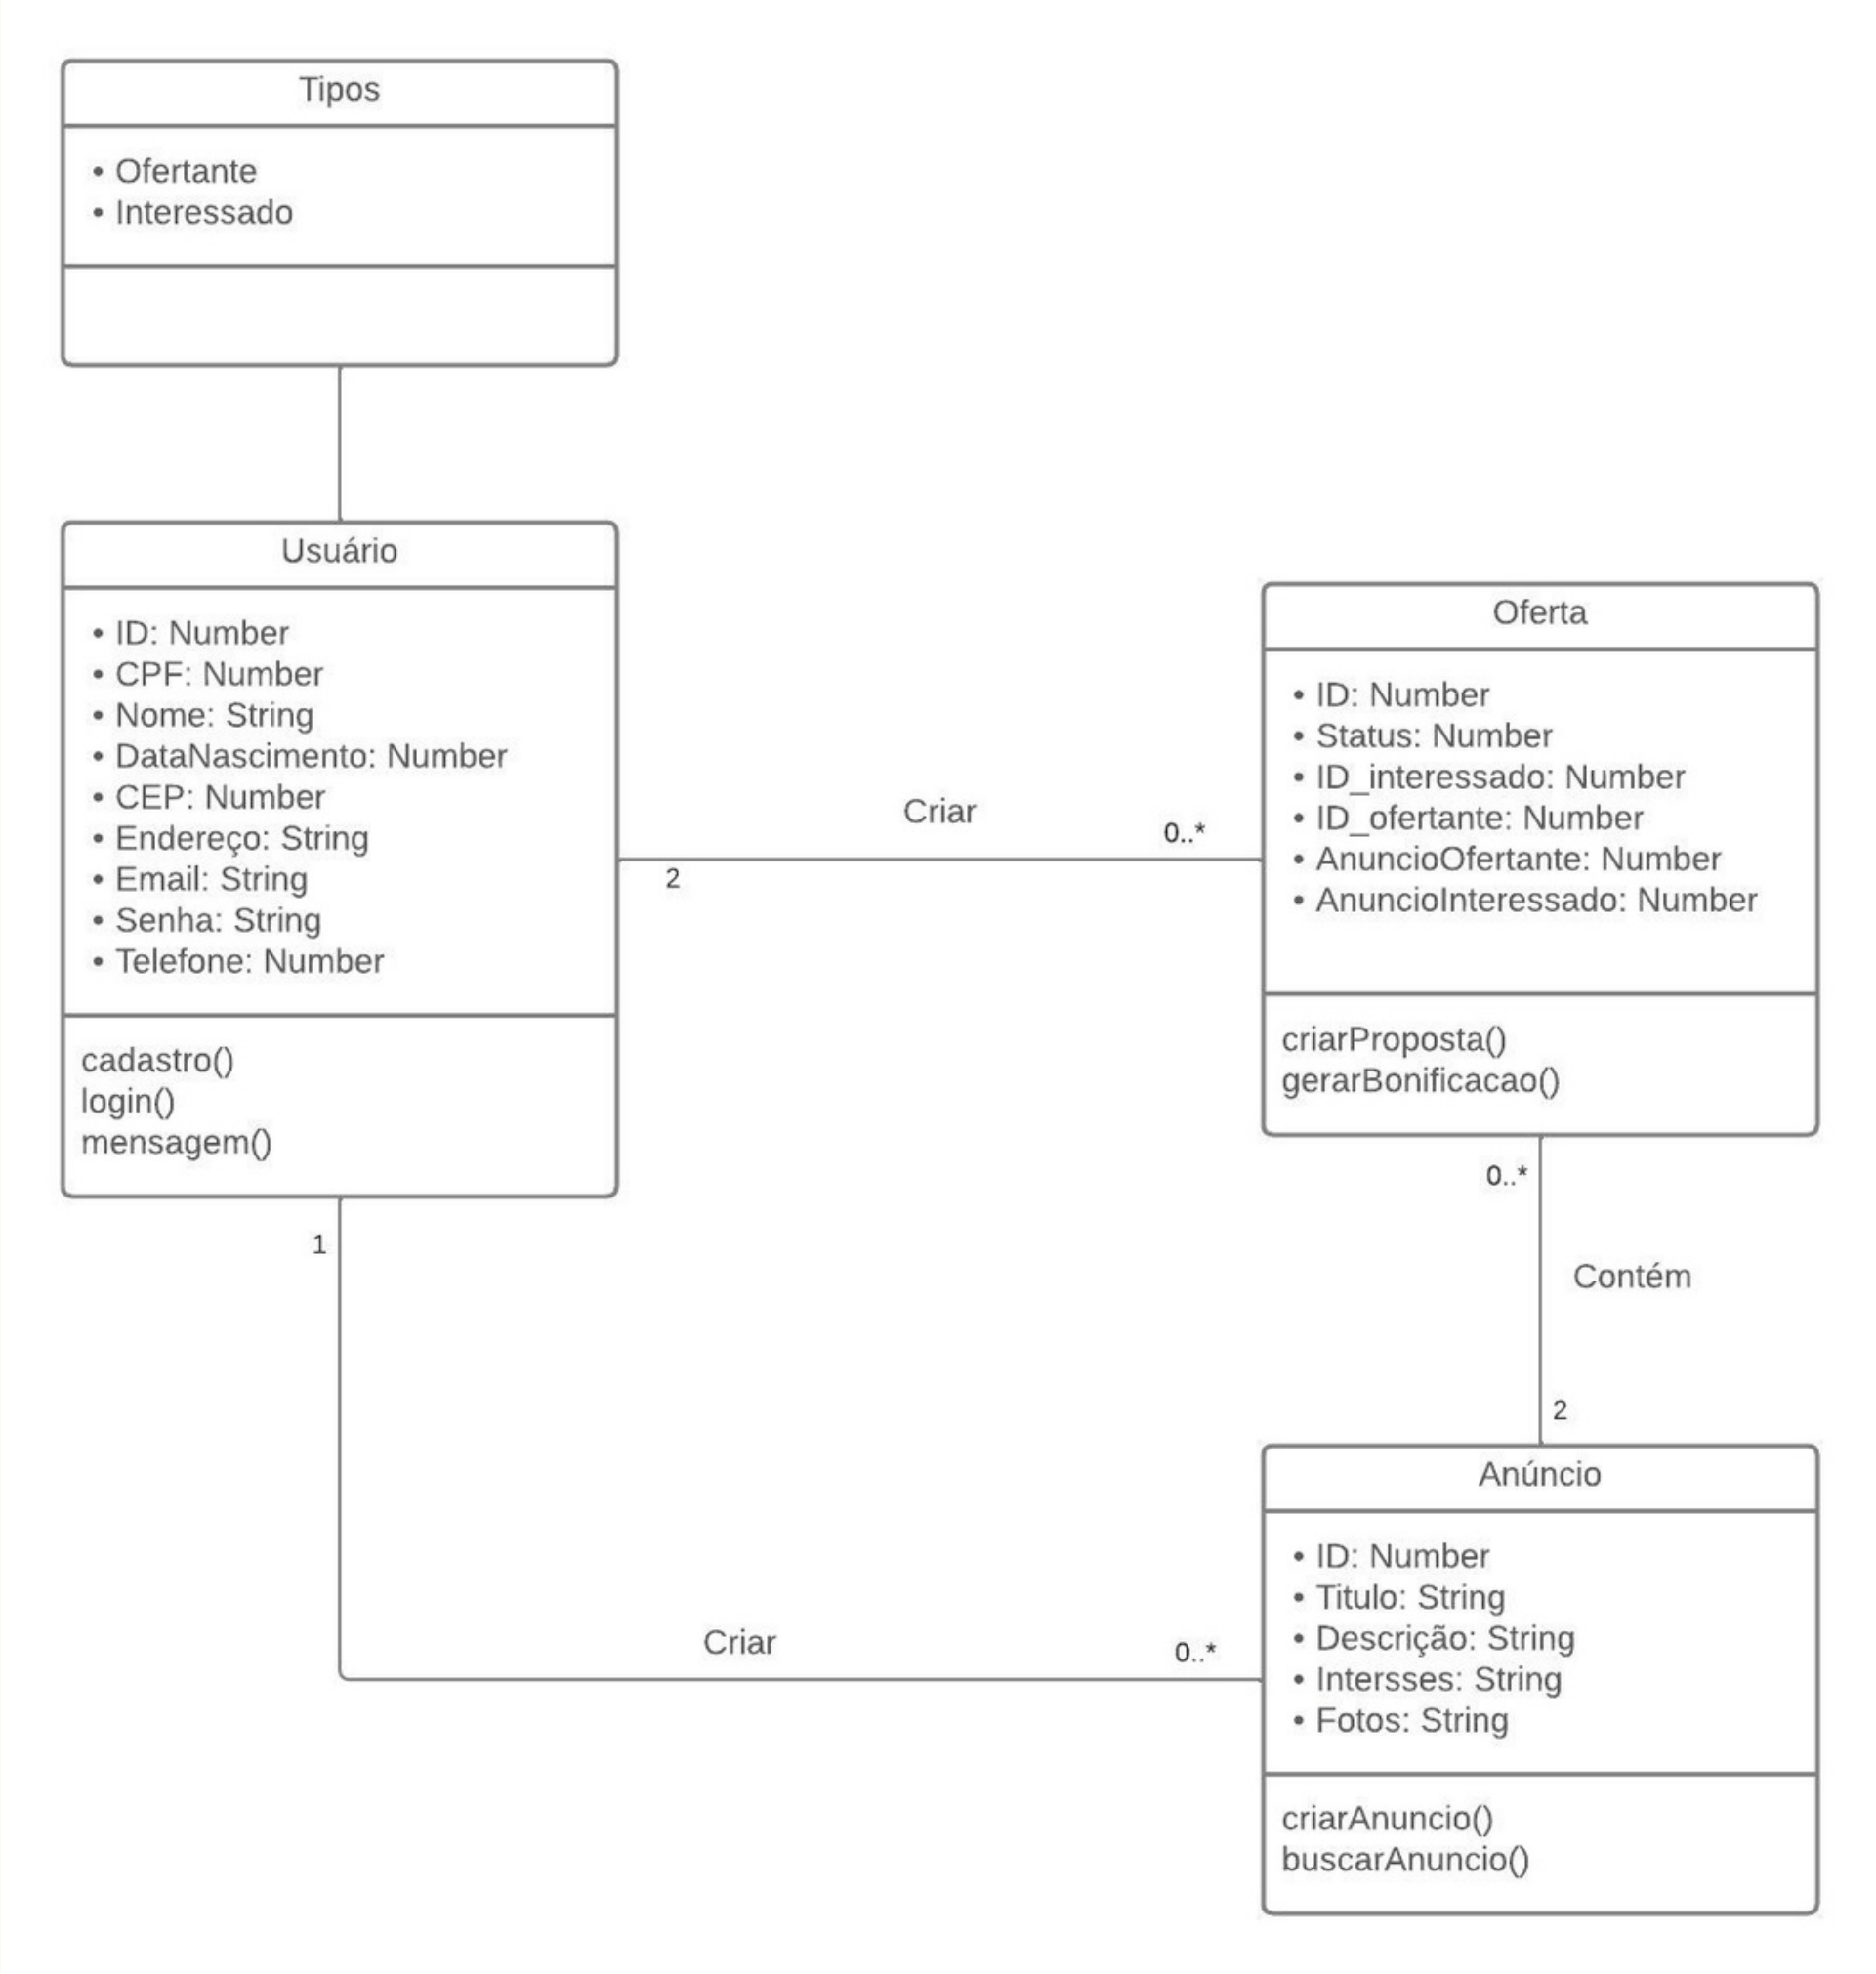 Tipos
• Ofertante
• Interessado
Usuário
• ID: Number
• CPF: Number
• Nome: String
• DataNascimento: Number
• CEP: Number
• Endereço: String
• Email: String
• Senha: String
• Telefone: Number
cadastro()
login()
mensagem()
Criar
2
0..*
Oferta
• ID: Number
• Status: Number
• ID_interessado: Number
• ID_ofertante: Number
• AnuncioOfertante: Number
• AnuncioInteressado: Number
criarProposta()
gerarBonificacao()
0..*
Contém
2
1
Criar
0..*
Anúncio
• ID: Number
• Titulo: String
• Descrição: String
• Intersses: String
• Fotos: String
criarAnuncio()
buscarAnuncio()